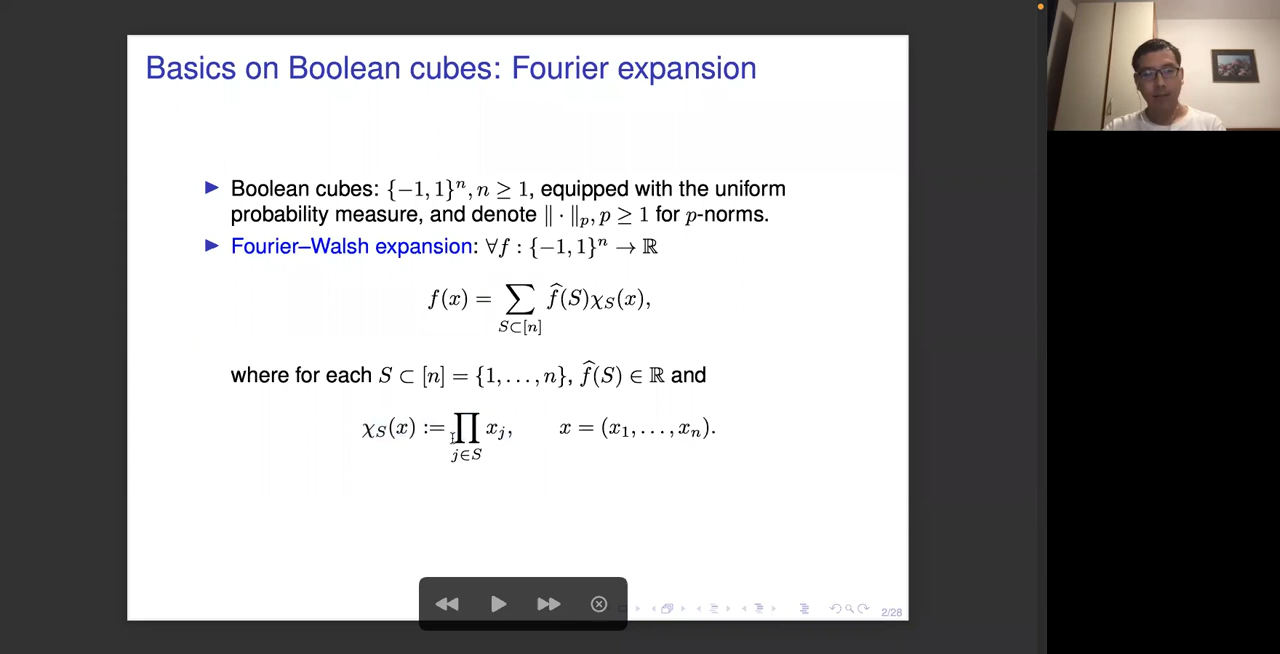 Basics on Boolean cubes: Fourier expansion
▶ Boolean cubes: {−1, 1}ⁿ, n ≥ 1, equipped with the uniform
probability measure, and denote ‖ · ‖ₚ, p ≥ 1 for p-norms.
▶ Fourier–Walsh expansion: ∀f : {−1, 1}ⁿ → ℝ
f(x) = ∑_{S⊂[n]} f̂(S)χ_S(x),
where for each S ⊂ [n] = {1, . . . , n}, f̂(S) ∈ ℝ and
χ_S(x) := ∏_{j∈S} x_j, x = (x₁, . . . , xₙ).
2/28